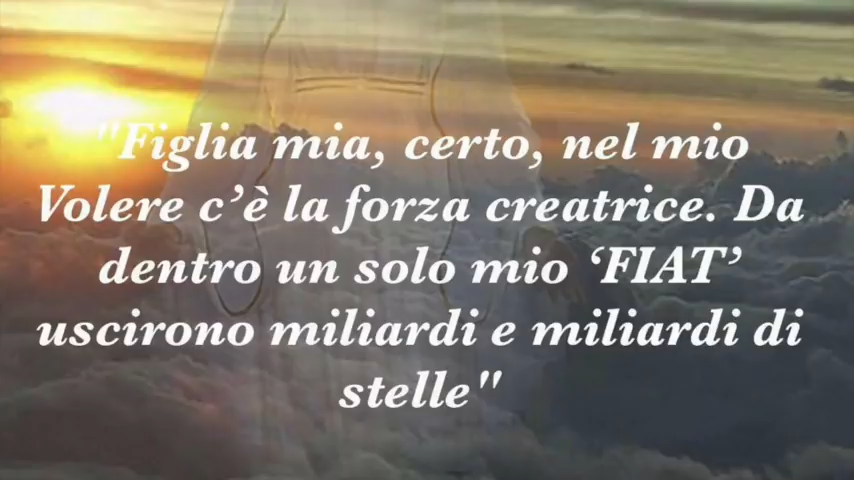 "Figlia mia, certo, nel mio
Volere c’è la forza creatrice. Da
dentro un solo mio ‘FIAT’
uscirono miliardi e miliardi di
stelle"